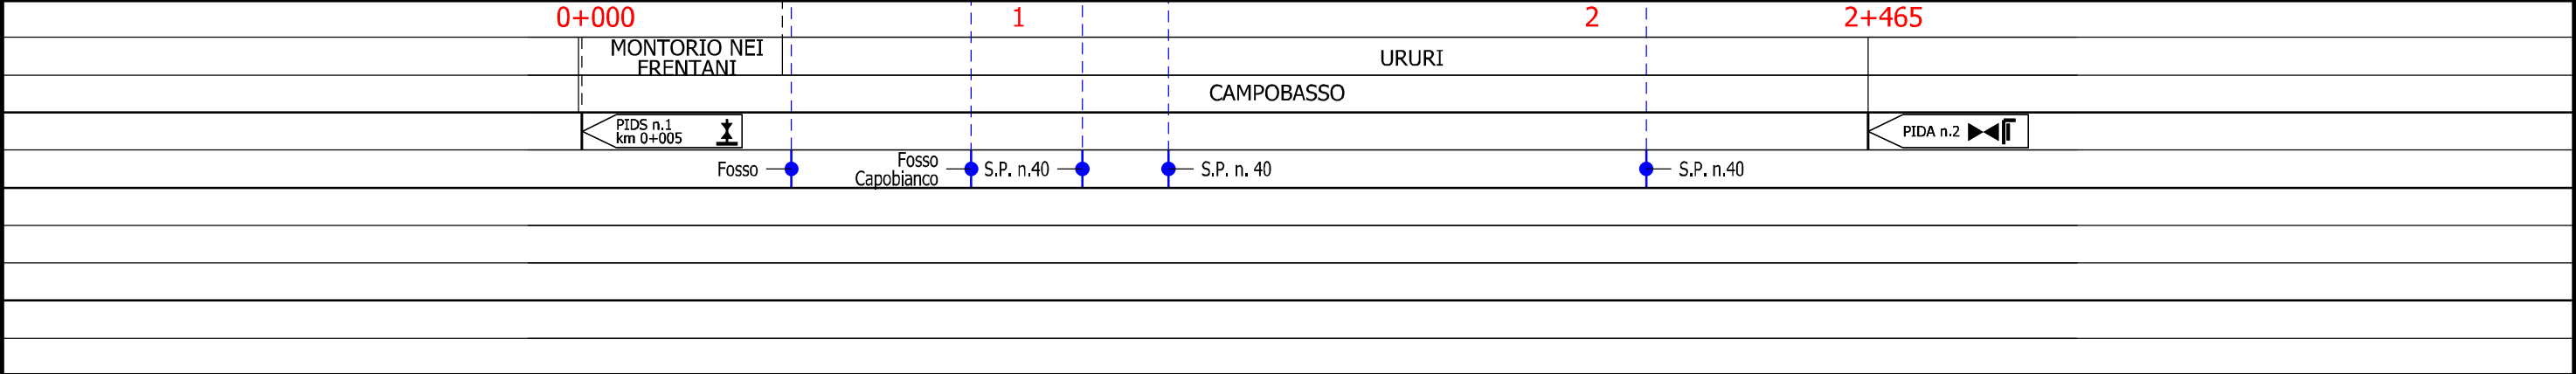 0+000 1 2 2+465
MONTORIO NEI
FRENTANI
URURI
CAMPOBASSO
PIDS n.1
km 0+005
PIDA n.2
Fosso
Fosso
Capobianco
S.P. n.40
S.P. n. 40
S.P. n.40